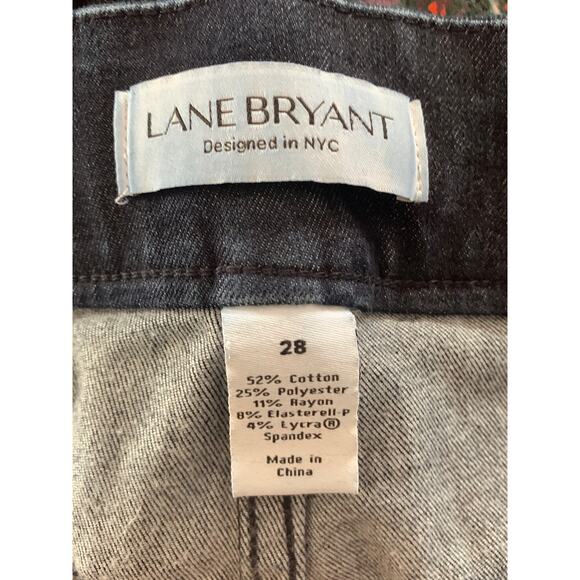 LANE BRYANT
Designed in NYC
28
52% Cotton
25% Polyester
11% Rayon
8% Elasterell-P
4% Lycra®
Spandex
Made in
China